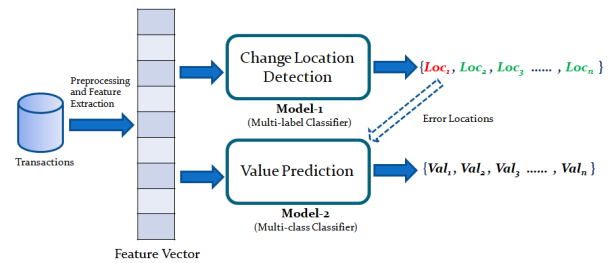 Preprocessing
and Feature
Extraction
Transactions
Feature Vector
Change Location
Detection
Model-1
(Multi-label Classifier)
{Loc1, Loc2, Loc3 ......, Locn}
Error Locations
Value Prediction
Model-2
(Multi-class Classifier)
{Val1, Val2, Val3 ......, Valn}